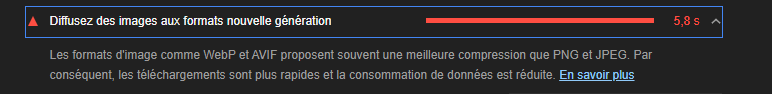 Diffusez des images aux formats nouvelle génération 5,8 s
Les formats d'image comme WebP et AVIF proposent souvent une meilleure compression que PNG et JPEG. Par
conséquent, les téléchargements sont plus rapides et la consommation de données est réduite. En savoir plus